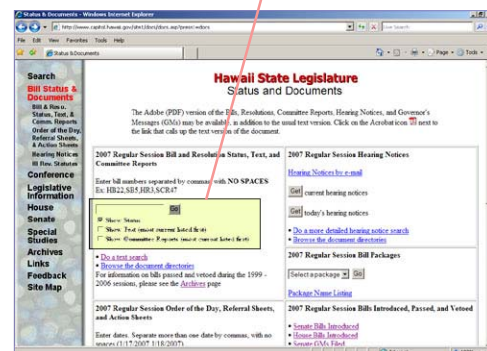 Status & Documents - Windows Internet Explorer
File Edit View Favorites Tools Help
Status & Documents
Page
Tools
Search
Bill Status &
Documents
Bill & Reso.
Status, Text, &
Comm. Reports
Order of the Day,
Referral Sheets,
& Action Sheets
Hearing Notices
HI Rev. Statutes
Conference
Legislative
Information
House
Senate
Special
Studies
Archives
Links
Feedback
Site Map
Hawaii State Legislature
Status and Documents
The Adobe (PDF) version of the Bills, Resolutions, Committee Reports, Hearing Notices, and Governor's
Messages (GMs) may be available, in addition to the usual text version. Click on the Acrobat icon next to
the link that calls up the text version of the document.
2007 Regular Session Bill and Resolution Status, Text, and
Committee Reports
Enter bill numbers separated by commas with NO SPACES
Ex: HB22,SB5,HR3,SCR47
Go
Show Status
Show Text (most current listed first)
Show Committee Reports (most current listed first)
Do a text search
Browse the document directories
For information on bills passed and vetoed during the 1999 -
2006 sessions, please see the Archives page
2007 Regular Session Hearing Notices
Hearing Notices by e-mail
Get current hearing notices
Get today's hearing notices
Do a more detailed hearing notice search
Browse the document directories
2007 Regular Session Bill Packages
Select a package Go
Package Name Listing
2007 Regular Session Order of the Day, Referral Sheets,
and Action Sheets
Enter dates. Separate more than one date by commas, with no
spaces (1/17/2007,1/18/2007)
2007 Regular Session Bills Introduced, Passed, and Vetoed
Senate Bills Introduced
House Bills Introduced
Senate GMs Filed